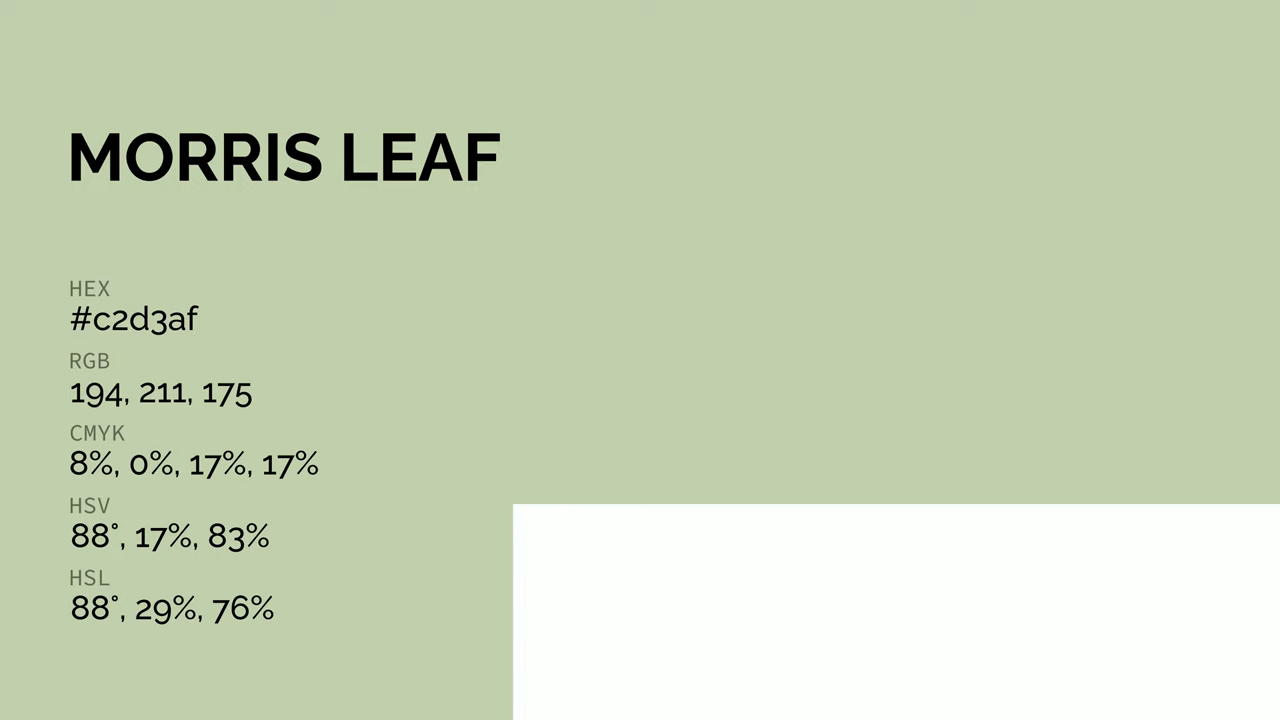 MORRIS LEAF
HEX
#c2d3af
RGB
194, 211, 175
CMYK
8%, 0%, 17%, 17%
HSV
88°, 17%, 83%
HSL
88°, 29%, 76%